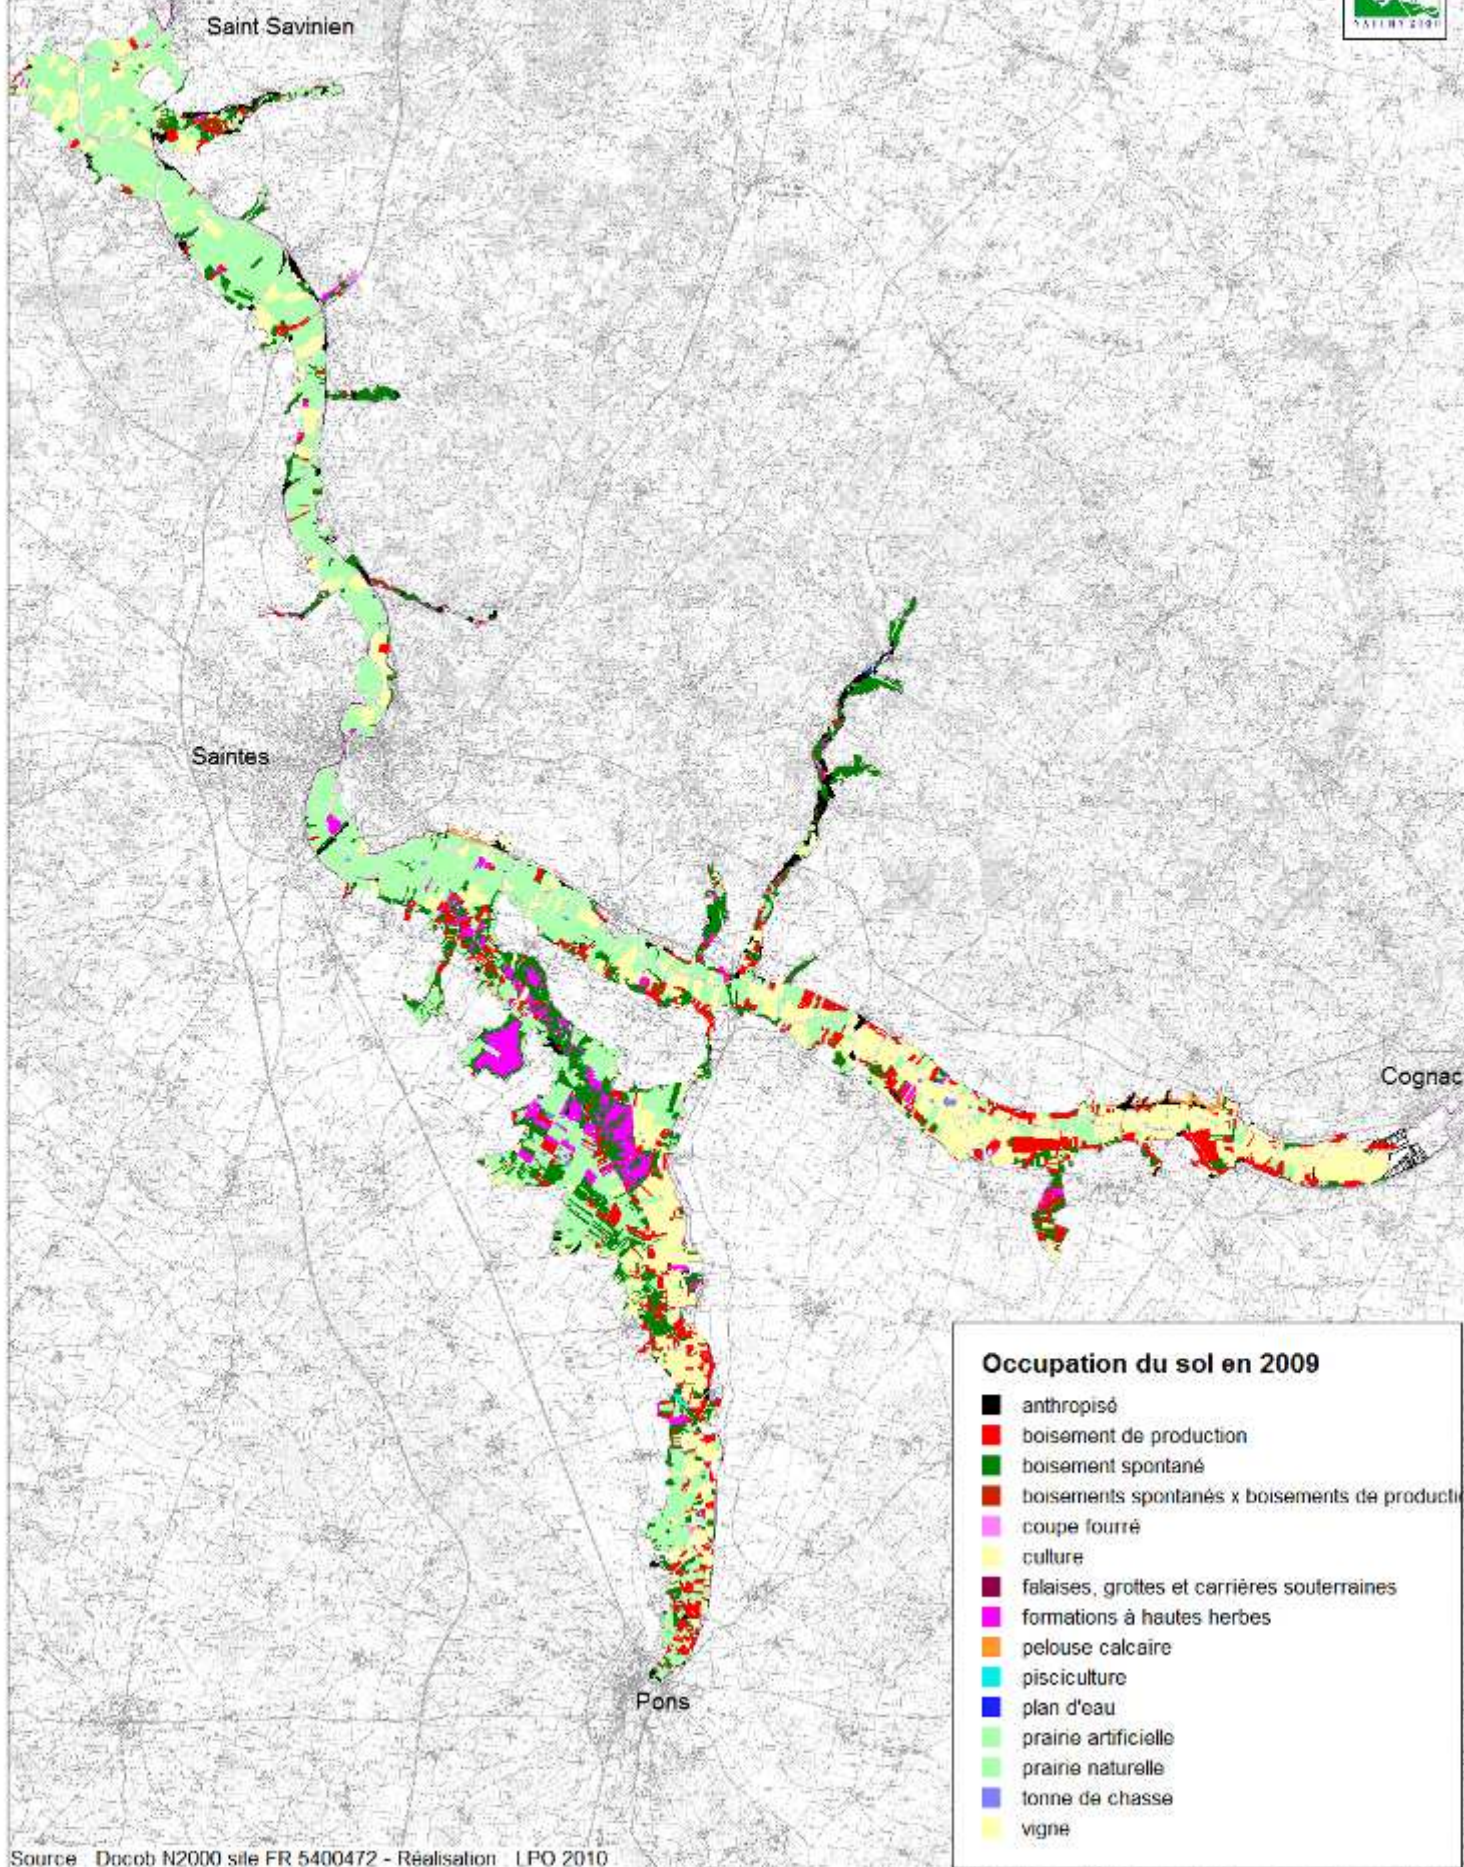 Saint Savinien
Saintes
Cognac
Pons
Occupation du sol en 2009
anthropisé
boisement de production
boisement spontané
boisements spontanés x boisements de producti
coupe fourré
culture
falaises, grottes et carrières souterraines
formations à hautes herbes
pelouse calcaire
pisciculture
plan d'eau
prairie artificielle
prairie naturelle
tonne de chasse
vigne
Source Docob N2000 site FR 5400472 - Réalisation LPO 2010